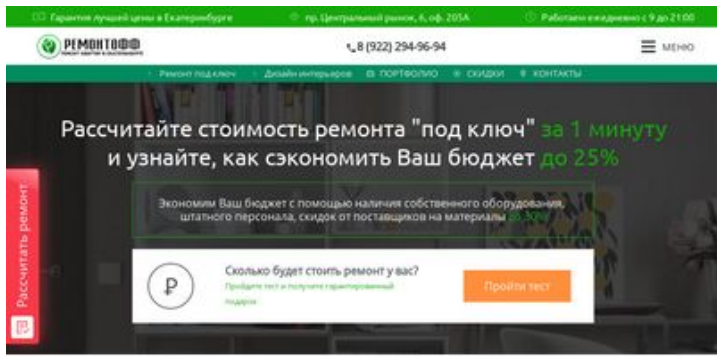 Гарантия лучшей цены в Екатеринбурге
пр. Центральный рынок, 6, оф. 205А
Работаем ежедневно с 9 до 21:00
РЕМОНТОФФ
8 (922) 294-96-94
МЕНЮ
Ремонт под ключ
Дизайн интерьеров
ПОРТФОЛИО
СКИДКИ
КОНТАКТЫ
Рассчитайте стоимость ремонта "под ключ" за 1 минуту
и узнайте, как сэкономить Ваш бюджет до 25%
Экономим Ваш бюджет с помощью наличия собственного оборудования,
штатного персонала, скидок от поставщиков на материалы до 30%
Рассчитать ремонт
Сколько будет стоить ремонт у вас?
Пройдите тест и получите гарантированный
подарок
Пройти тест